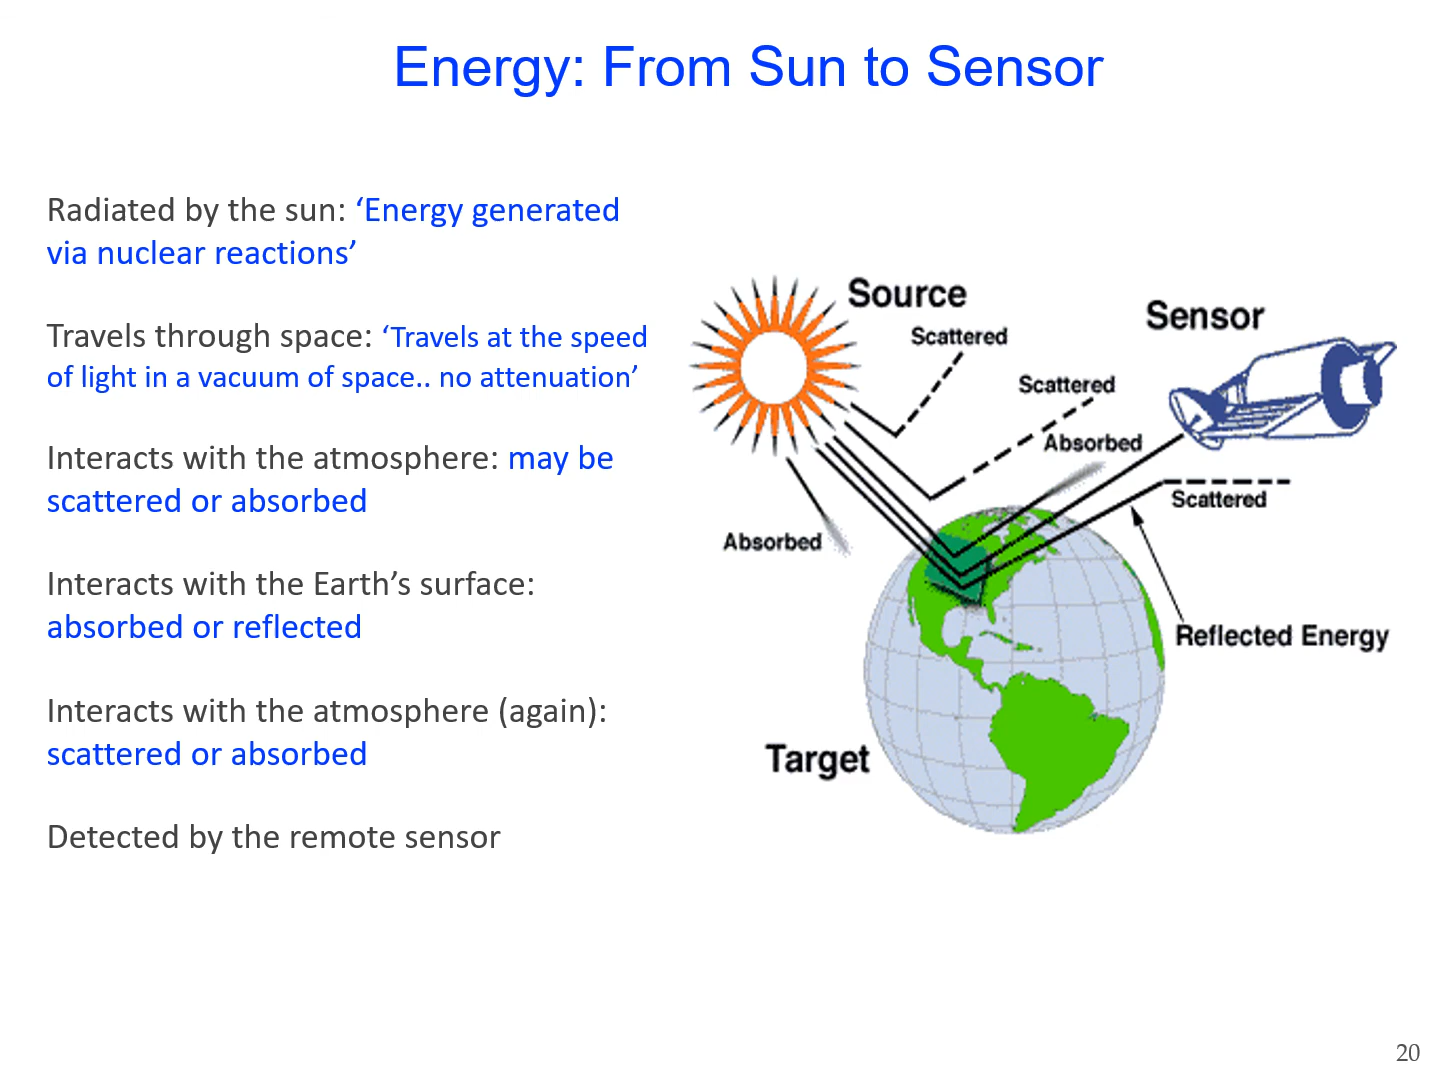 Energy: From Sun to Sensor
Radiated by the sun: ‘Energy generated
via nuclear reactions’
Travels through space: ‘Travels at the speed
of light in a vacuum of space.. no attenuation’
Interacts with the atmosphere: may be
scattered or absorbed
Interacts with the Earth’s surface:
absorbed or reflected
Interacts with the atmosphere (again):
scattered or absorbed
Detected by the remote sensor
Source
Scattered
Sensor
Scattered
Absorbed
Scattered
Absorbed
Reflected Energy
Target
20